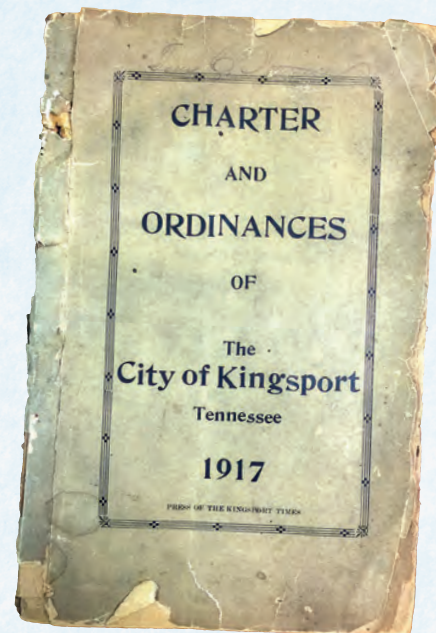 CHARTER
AND
ORDINANCES
OF
The
City of Kingsport
Tennessee
1917
PRESS OF THE KINGSPORT TIMES